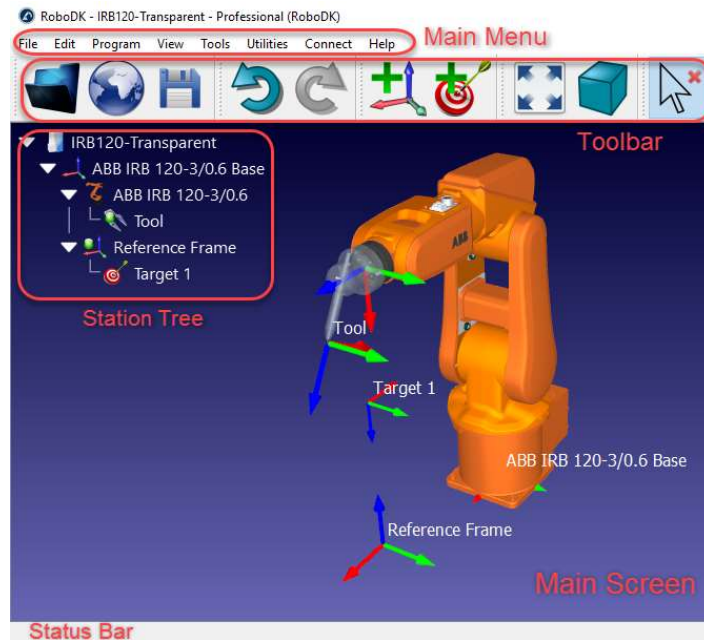 RoboDK - IRB120-Transparent - Professional (RoboDK)
File Edit Program View Tools Utilities Connect Help
Main Menu
Toolbar
IRB120-Transparent
ABB IRB 120-3/0.6 Base
ABB IRB 120-3/0.6
Tool
Reference Frame
Target 1
Station Tree
ABB
Tool
Target 1
ABB IRB 120-3/0.6 Base
Reference Frame
Main Screen
Status Bar